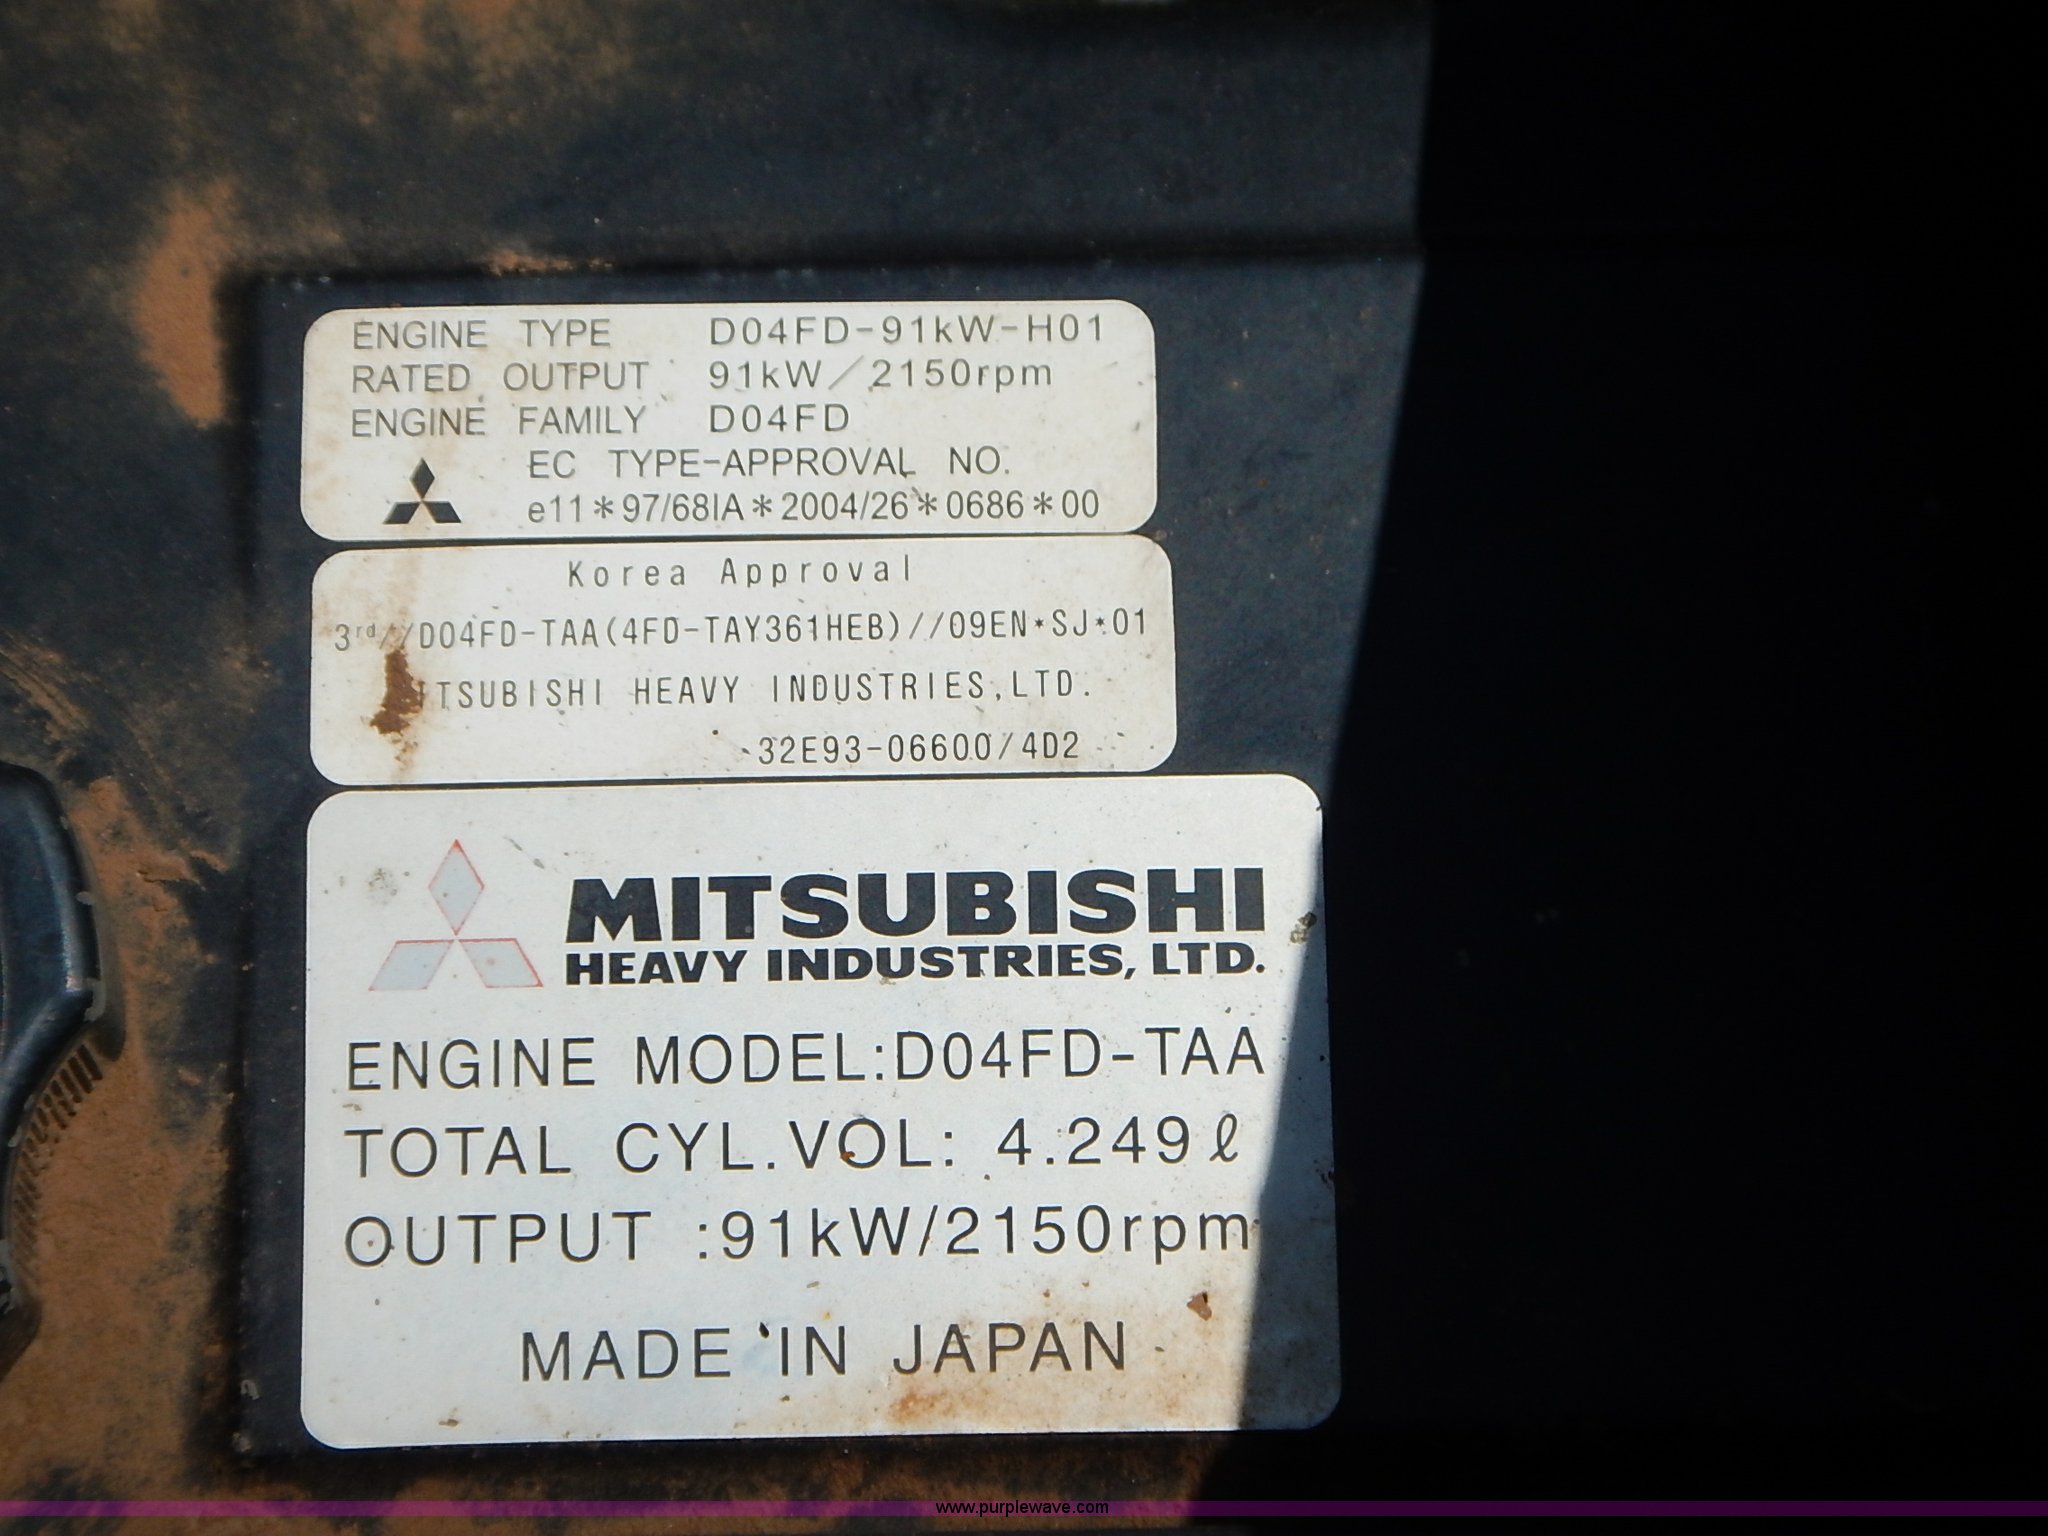 ENGINE TYPE D04FD-91kW-H01
RATED OUTPUT 91kW/2150rpm
ENGINE FAMILY D04FD
EC TYPE-APPROVAL NO.
e11*97/68IA*2004/26*0686*00
Korea Approval
3rd//D04FD-TAA(4FD-TAY361HEB)//09EN*SJ*01
MITSUBISHI HEAVY INDUSTRIES,LTD.
32E93-06600/4D2
MITSUBISHI
HEAVY INDUSTRIES, LTD.
ENGINE MODEL:D04FD-TAA
TOTAL CYL.VOL: 4.249ℓ
OUTPUT :91kW/2150rpm
MADE IN JAPAN
www.purplewave.com